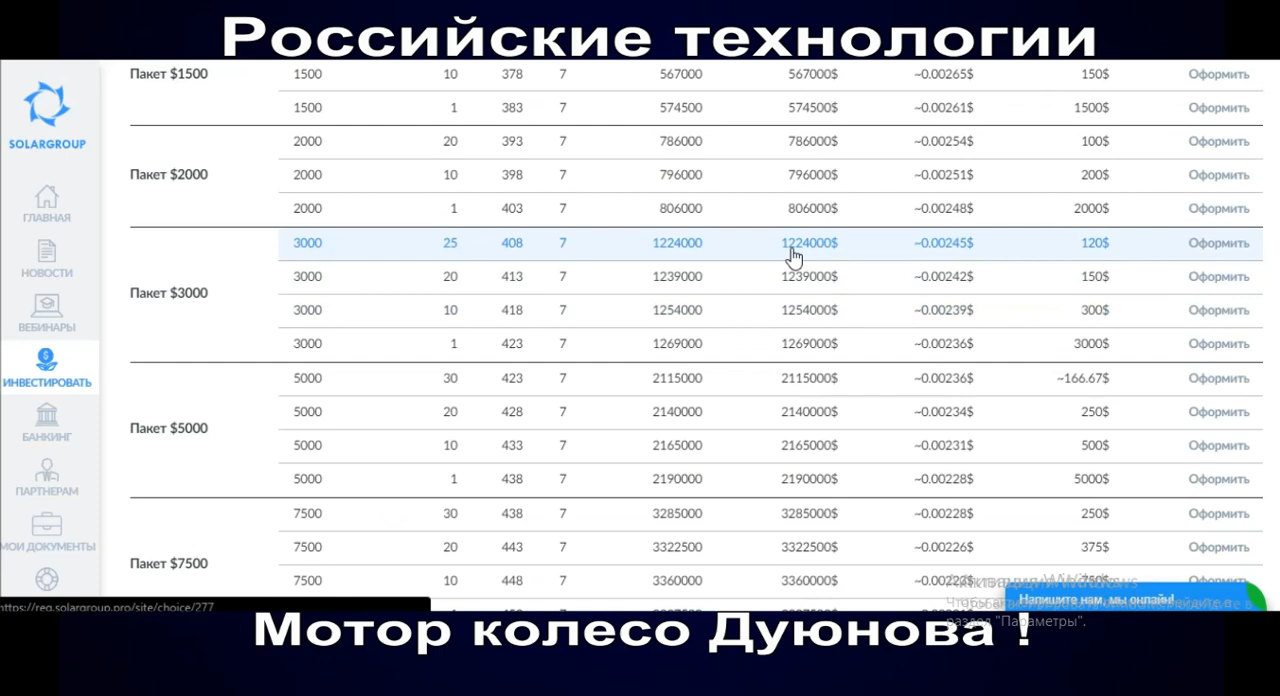 Российские технологии
SOLARGROUP
ГЛАВНАЯ
НОВОСТИ
ВЕБИНАРЫ
ИНВЕСТИРОВАТЬ
БАНКИНГ
ПАРТНЕРАМ
МОИ ДОКУМЕНТЫ
Пакет $1500
1500 10 378 7 567000 567000$ ~0.00265$ 150$ Оформить
1500 1 383 7 574500 574500$ ~0.00261$ 1500$ Оформить
Пакет $2000
2000 20 393 7 786000 786000$ ~0.00254$ 100$ Оформить
2000 10 398 7 796000 796000$ ~0.00251$ 200$ Оформить
2000 1 403 7 806000 806000$ ~0.00248$ 2000$ Оформить
Пакет $3000
3000 25 408 7 1224000 1224000$ ~0.00245$ 120$ Оформить
3000 20 413 7 1239000 1239000$ ~0.00242$ 150$ Оформить
3000 10 418 7 1254000 1254000$ ~0.00239$ 300$ Оформить
3000 1 423 7 1269000 1269000$ ~0.00236$ 3000$ Оформить
Пакет $5000
5000 30 423 7 2115000 2115000$ ~0.00236$ ~166.67$ Оформить
5000 20 428 7 2140000 2140000$ ~0.00234$ 250$ Оформить
5000 10 433 7 2165000 2165000$ ~0.00231$ 500$ Оформить
5000 1 438 7 2190000 2190000$ ~0.00228$ 5000$ Оформить
Пакет $7500
7500 30 438 7 3285000 3285000$ ~0.00228$ 250$ Оформить
7500 20 443 7 3322500 3322500$ ~0.00226$ 375$ Оформить
7500 10 448 7 3360000 3360000$ 750$ Оформить
Напишите нам, мы онлайн!
раздел "Параметры".
https://reg.solargroup.pro/site/choice/277
Мотор колесо Дуюнова !